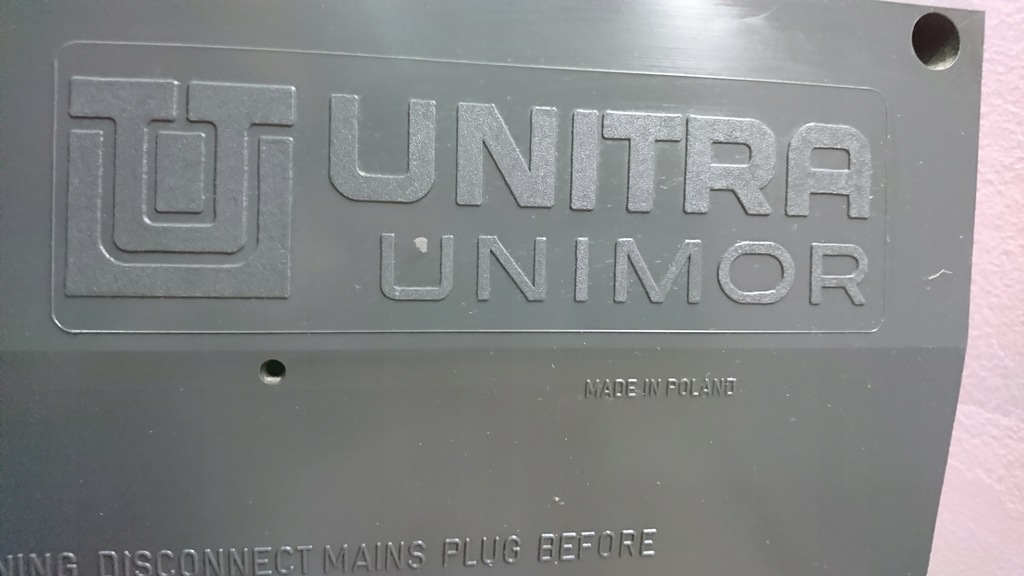 UNITRA
UNIMOR
MADE IN POLAND
DISCONNECT MAINS PLUG BEFORE